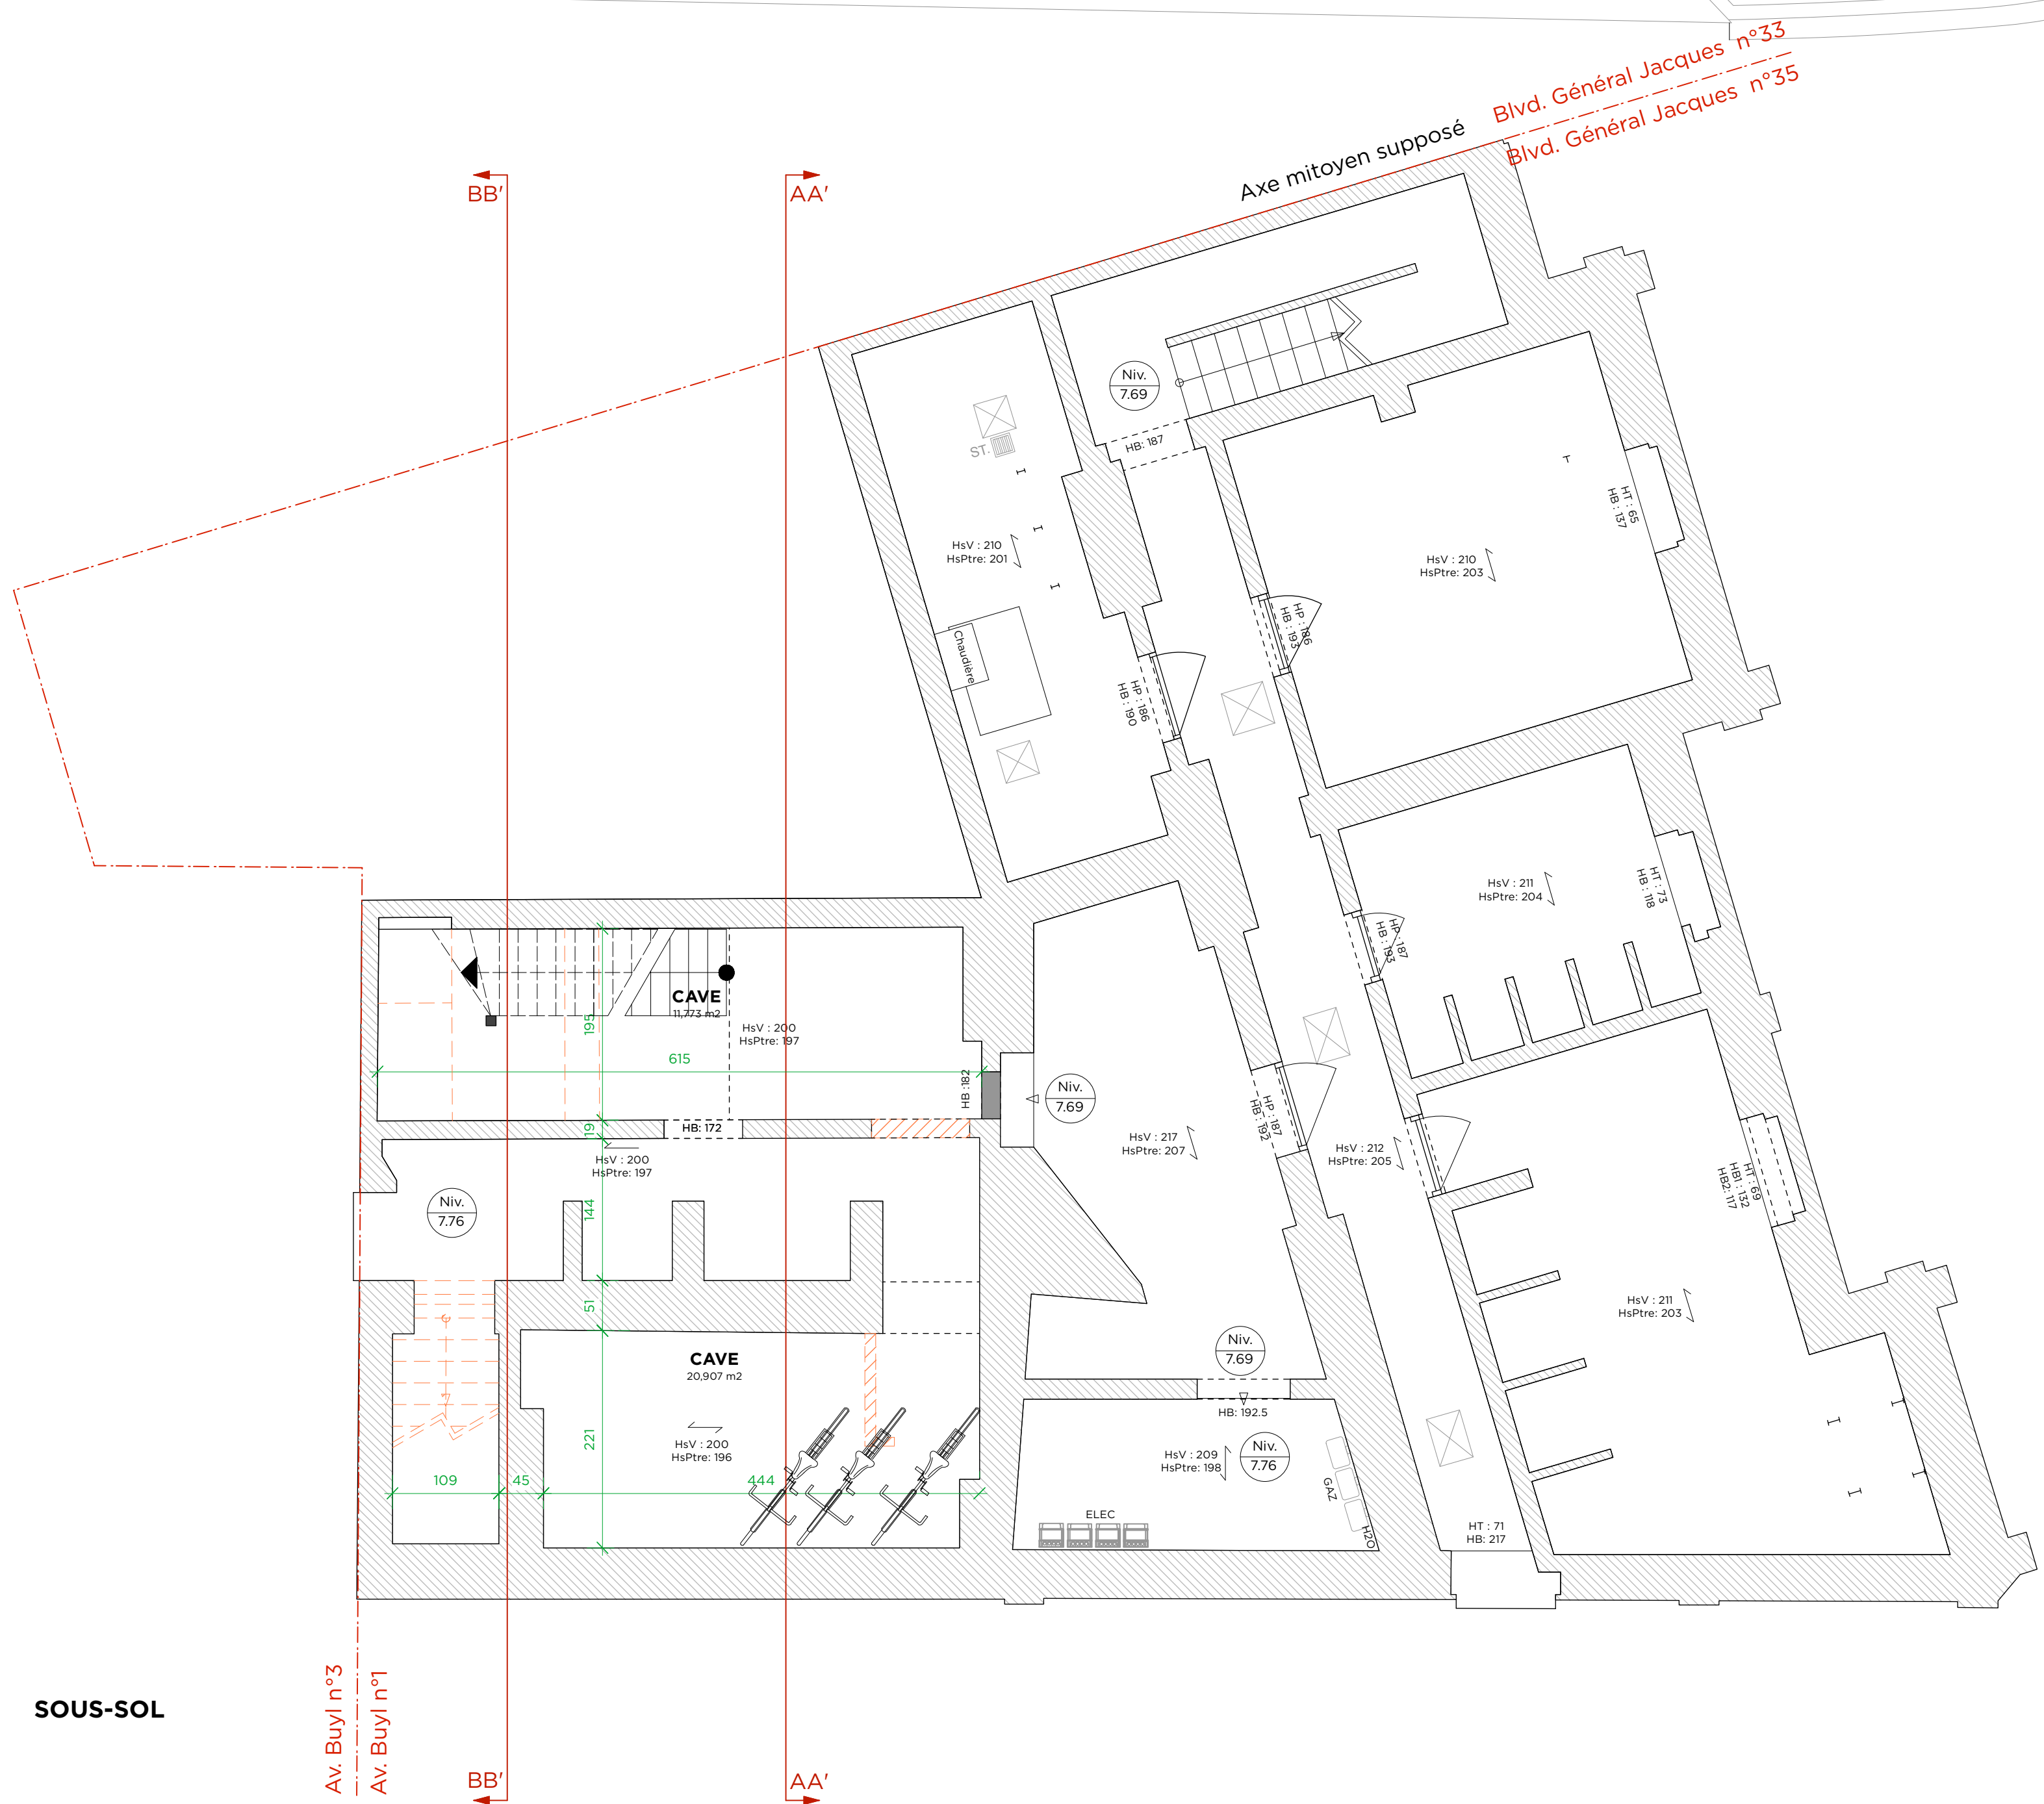 Blvd. Général Jacques n°33
Blvd. Général Jacques n°35
Axe mitoyen supposé
BB'
AA'
Niv.
7.69
HB: 187
ST.
HsV : 210
HsPtre: 201
Chaudière
HP : 186
HB : 190
HP : 186
HB : 193
HsV : 210
HsPtre: 203
HT : 65
HB : 137
HsV : 211
HsPtre: 204
HT : 73
HB : 118
HP : 187
HB : 193
CAVE
11,773 m2
HsV : 200
HsPtre: 197
195
615
HB :182
Niv.
7.69
19
HB: 172
HsV : 200
HsPtre: 197
HsV : 217
HsPtre: 207
HP : 187
HB : 192
HsV : 212
HsPtre: 205
HT : 69
HB1 : 132
HB2: 117
Niv.
7.76
144
51
HsV : 211
HsPtre: 203
Niv.
7.69
CAVE
20,907 m2
HB: 192.5
221
HsV : 200
HsPtre: 196
HsV : 209
HsPtre: 198
Niv.
7.76
109
45
444
GAZ
ELEC
H2O
HT : 71
HB: 217
Av. Buyl n°3
Av. Buyl n°1
SOUS-SOL
BB'
AA'